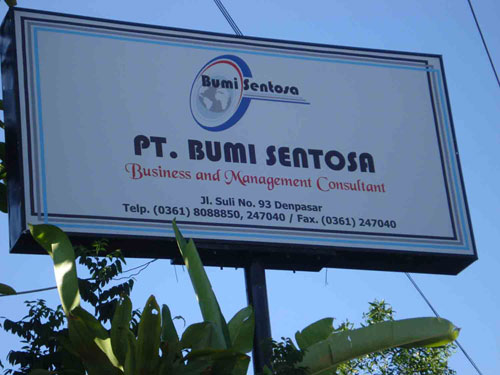 Bumi Sentosa
PT. BUMI SENTOSA
Business and Management Consultant
Jl. Suli No. 93 Denpasar
Telp. (0361) 8088850, 247040 / Fax. (0361) 247040